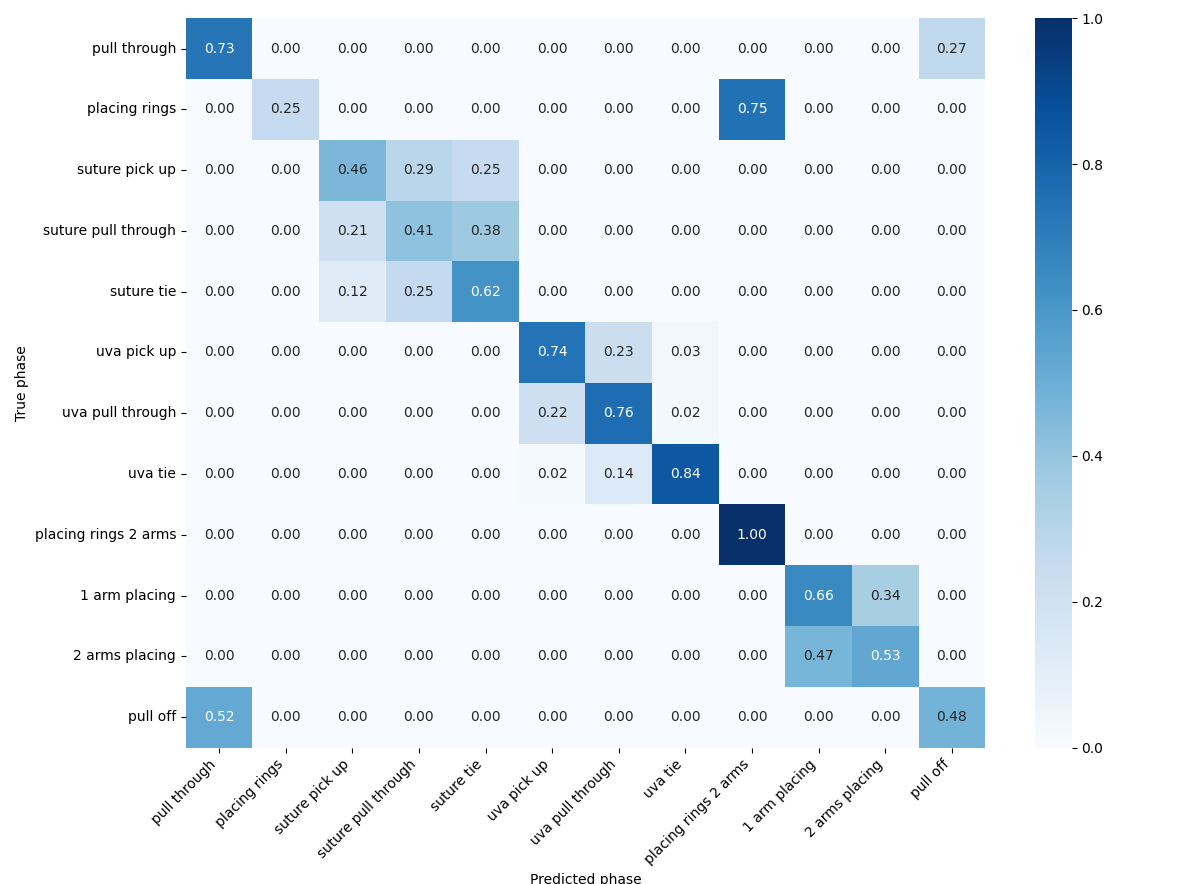 pull through 0.73 0.00 0.00 0.00 0.00 0.00 0.00 0.00 0.00 0.00 0.00 0.27
placing rings 0.00 0.25 0.00 0.00 0.00 0.00 0.00 0.00 0.75 0.00 0.00 0.00
suture pick up 0.00 0.00 0.46 0.29 0.25 0.00 0.00 0.00 0.00 0.00 0.00 0.00
suture pull through 0.00 0.00 0.21 0.41 0.38 0.00 0.00 0.00 0.00 0.00 0.00 0.00
suture tie 0.00 0.00 0.12 0.25 0.62 0.00 0.00 0.00 0.00 0.00 0.00 0.00
uva pick up 0.00 0.00 0.00 0.00 0.00 0.74 0.23 0.03 0.00 0.00 0.00 0.00
uva pull through 0.00 0.00 0.00 0.00 0.00 0.22 0.76 0.02 0.00 0.00 0.00 0.00
uva tie 0.00 0.00 0.00 0.00 0.00 0.02 0.14 0.84 0.00 0.00 0.00 0.00
placing rings 2 arms 0.00 0.00 0.00 0.00 0.00 0.00 0.00 0.00 1.00 0.00 0.00 0.00
1 arm placing 0.00 0.00 0.00 0.00 0.00 0.00 0.00 0.00 0.00 0.66 0.34 0.00
2 arms placing 0.00 0.00 0.00 0.00 0.00 0.00 0.00 0.00 0.00 0.47 0.53 0.00
pull off 0.52 0.00 0.00 0.00 0.00 0.00 0.00 0.00 0.00 0.00 0.00 0.48
True phase
pull through
placing rings
suture pick up
suture pull through
suture tie
uva pick up
uva pull through
uva tie
placing rings 2 arms
1 arm placing
2 arms placing
pull off
Predicted phase
1.0
0.8
0.6
0.4
0.2
0.0